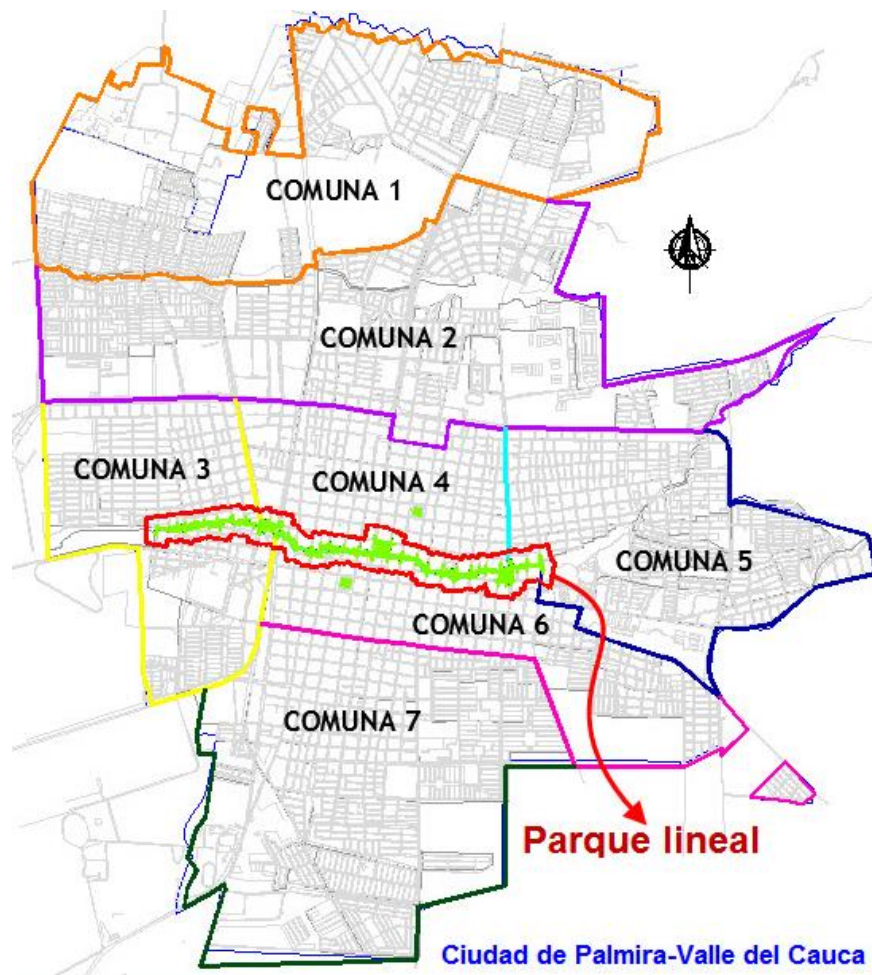 COMUNA 1
COMUNA 2
COMUNA 3
COMUNA 4
COMUNA 5
COMUNA 6
COMUNA 7
Parque lineal
Ciudad de Palmira-Valle del Cauca